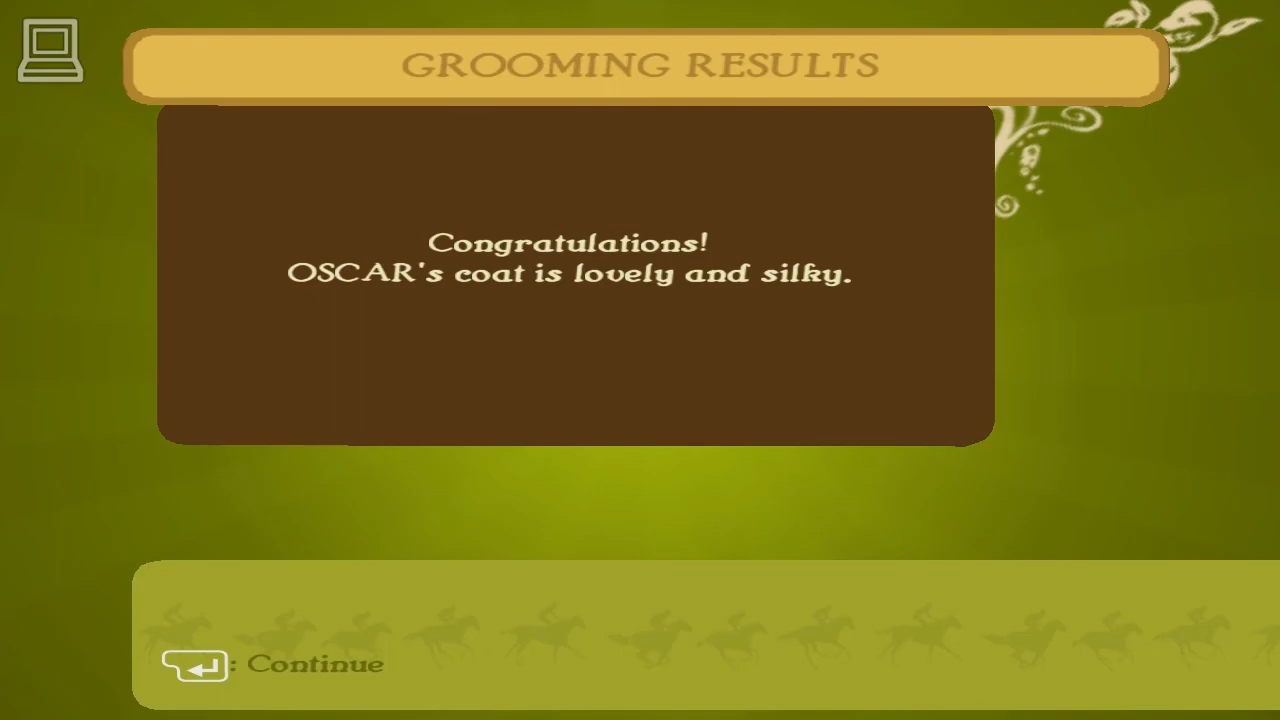 GROOMING RESULTS
Congratulations!
OSCAR's coat is lovely and silky.
: Continue